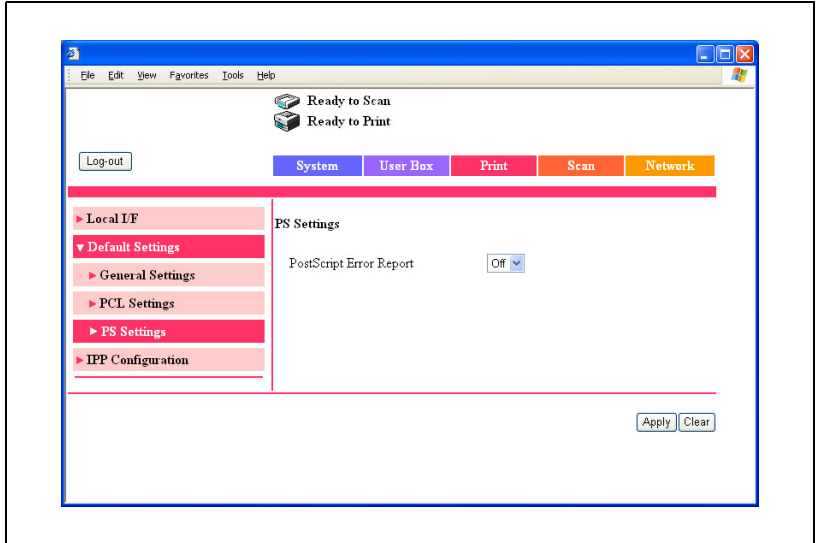 File Edit View Favorites Tools Help
Ready to Scan
Ready to Print
Log-out
System User Box Print Scan Network
Local I/F
Default Settings
General Settings
PCL Settings
PS Settings
IPP Configuration
PS Settings
PostScript Error Report Off
Apply Clear